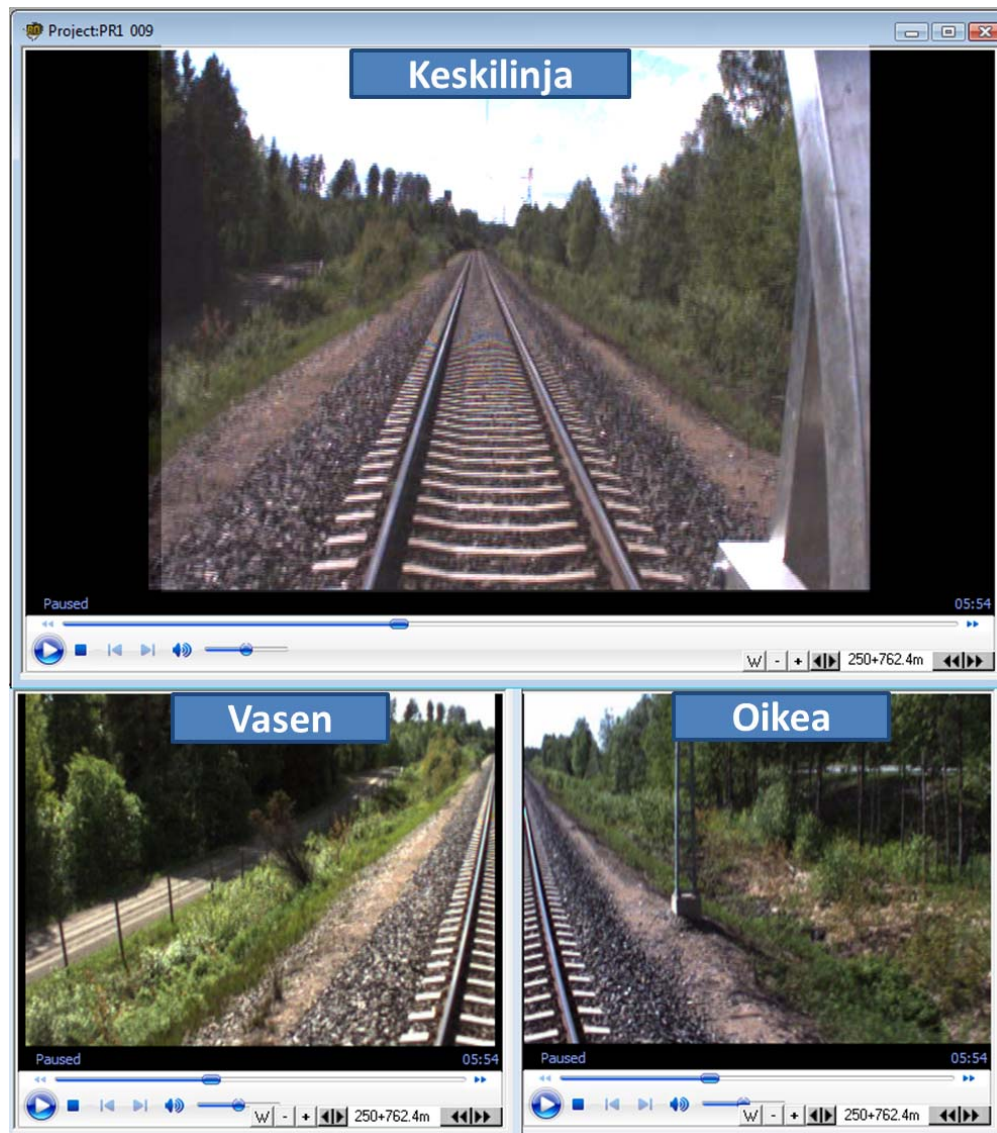 Project:PR1 009
Keskilinja
Paused 05:54
W - + 250+762.4m
Vasen
Paused 05:54
W - + 250+762.4m
Oikea
Paused 05:54
W - + 250+762.4m